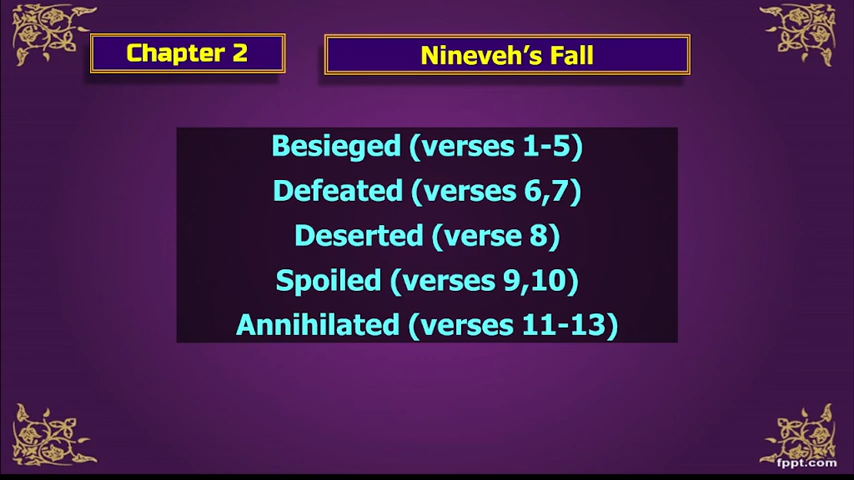 Chapter 2
Nineveh’s Fall
Besieged (verses 1-5)
Defeated (verses 6,7)
Deserted (verse 8)
Spoiled (verses 9,10)
Annihilated (verses 11-13)
fppt.com